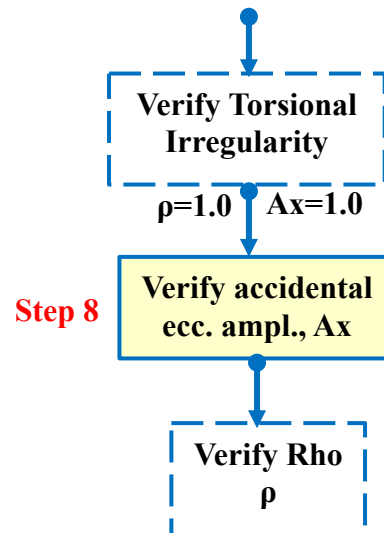 Verify Torsional
Irregularity
ρ=1.0 Ax=1.0
Step 8
Verify accidental
ecc. ampl., Ax
Verify Rho
ρ